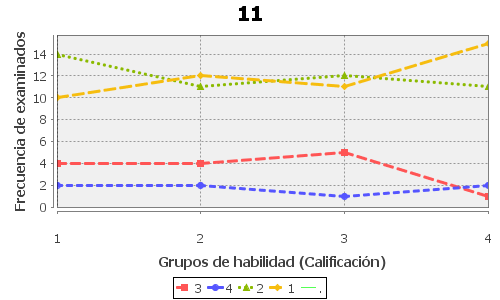 11
Frecuencia de examinados
14
12
10
8
6
4
2
0
1 2 3 4
Grupos de habilidad (Calificación)
3 4 2 1 .